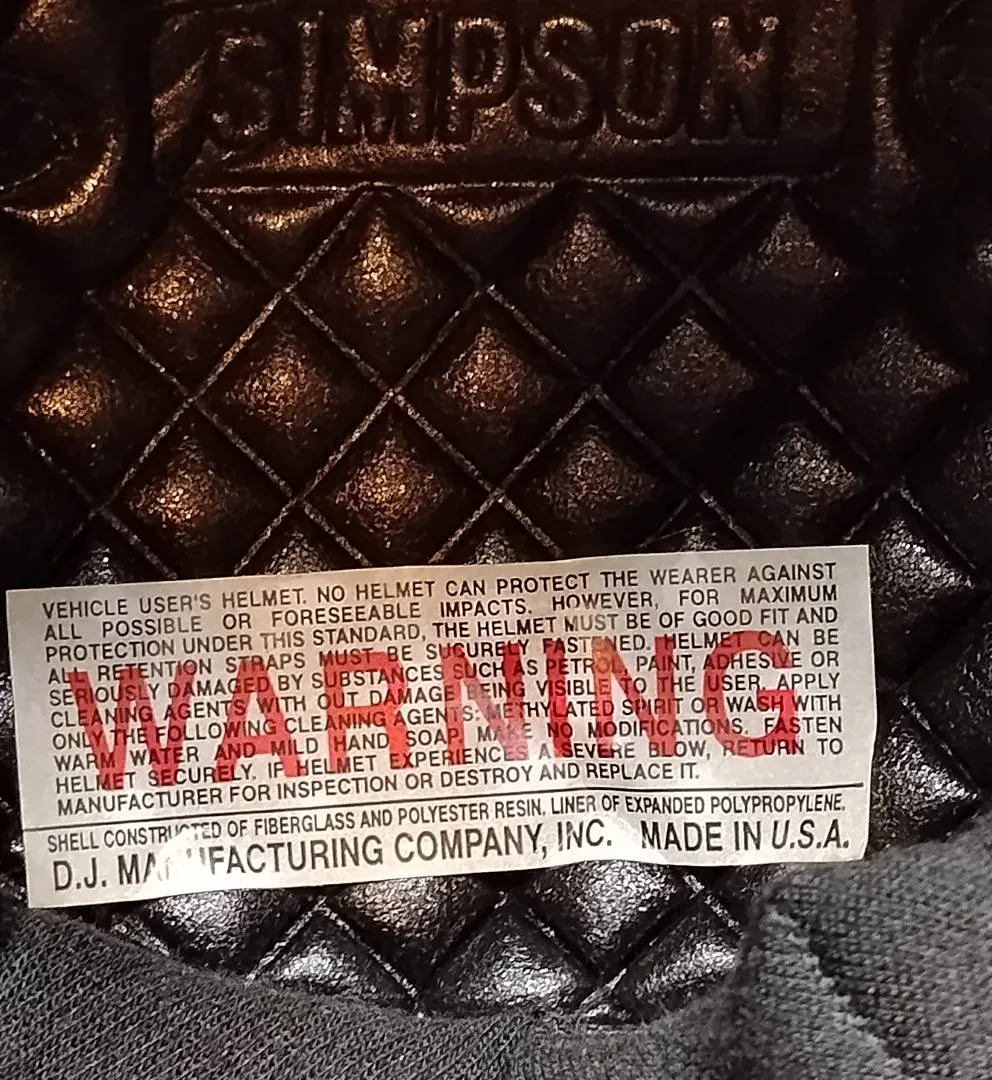 SIMPSON
VEHICLE USER'S HELMET. NO HELMET CAN PROTECT THE WEARER AGAINST
ALL POSSIBLE OR FORESEEABLE IMPACTS. HOWEVER, FOR MAXIMUM
PROTECTION UNDER THIS STANDARD, THE HELMET MUST BE OF GOOD FIT AND
ALL RETENTION STRAPS MUST BE SUCURELY FASTENED. HELMET CAN BE
SERIOUSLY DAMAGED BY SUBSTANCES SUCH AS PETROL PAINT, ADHESIVE OR
CLEANING AGENTS WITH OUT DAMAGE BEING VISIBLE TO THE USER. APPLY
ONLY THE FOLLOWING CLEANING AGENTS: METHYLATED SPIRIT OR WASH WITH
WARM WATER AND MILD HAND SOAP. MAKE NO MODIFICATIONS. FASTEN
HELMET SECURELY. IF HELMET EXPERIENCES A SEVERE BLOW, RETURN TO
MANUFACTURER FOR INSPECTION OR DESTROY AND REPLACE IT.
WARNING
SHELL CONSTRUCTED OF FIBERGLASS AND POLYESTER RESIN. LINER OF EXPANDED POLYPROPYLENE.
D.J. MANUFACTURING COMPANY, INC. MADE IN U.S.A.